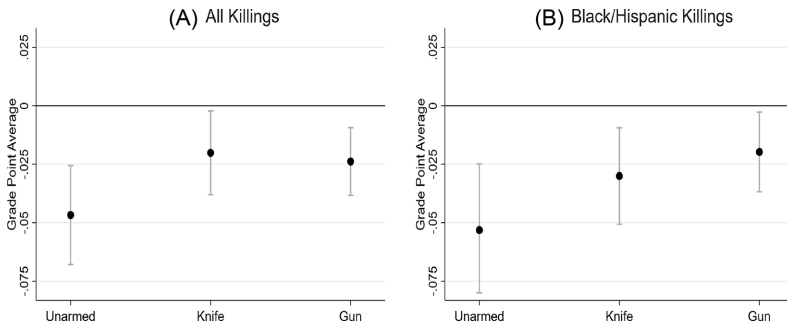 (A) All Killings
Grade Point Average
.025
0
-.025
-.05
-.075
Unarmed Knife Gun
(B) Black/Hispanic Killings
Grade Point Average
.025
0
-.025
-.05
-.075
Unarmed Knife Gun